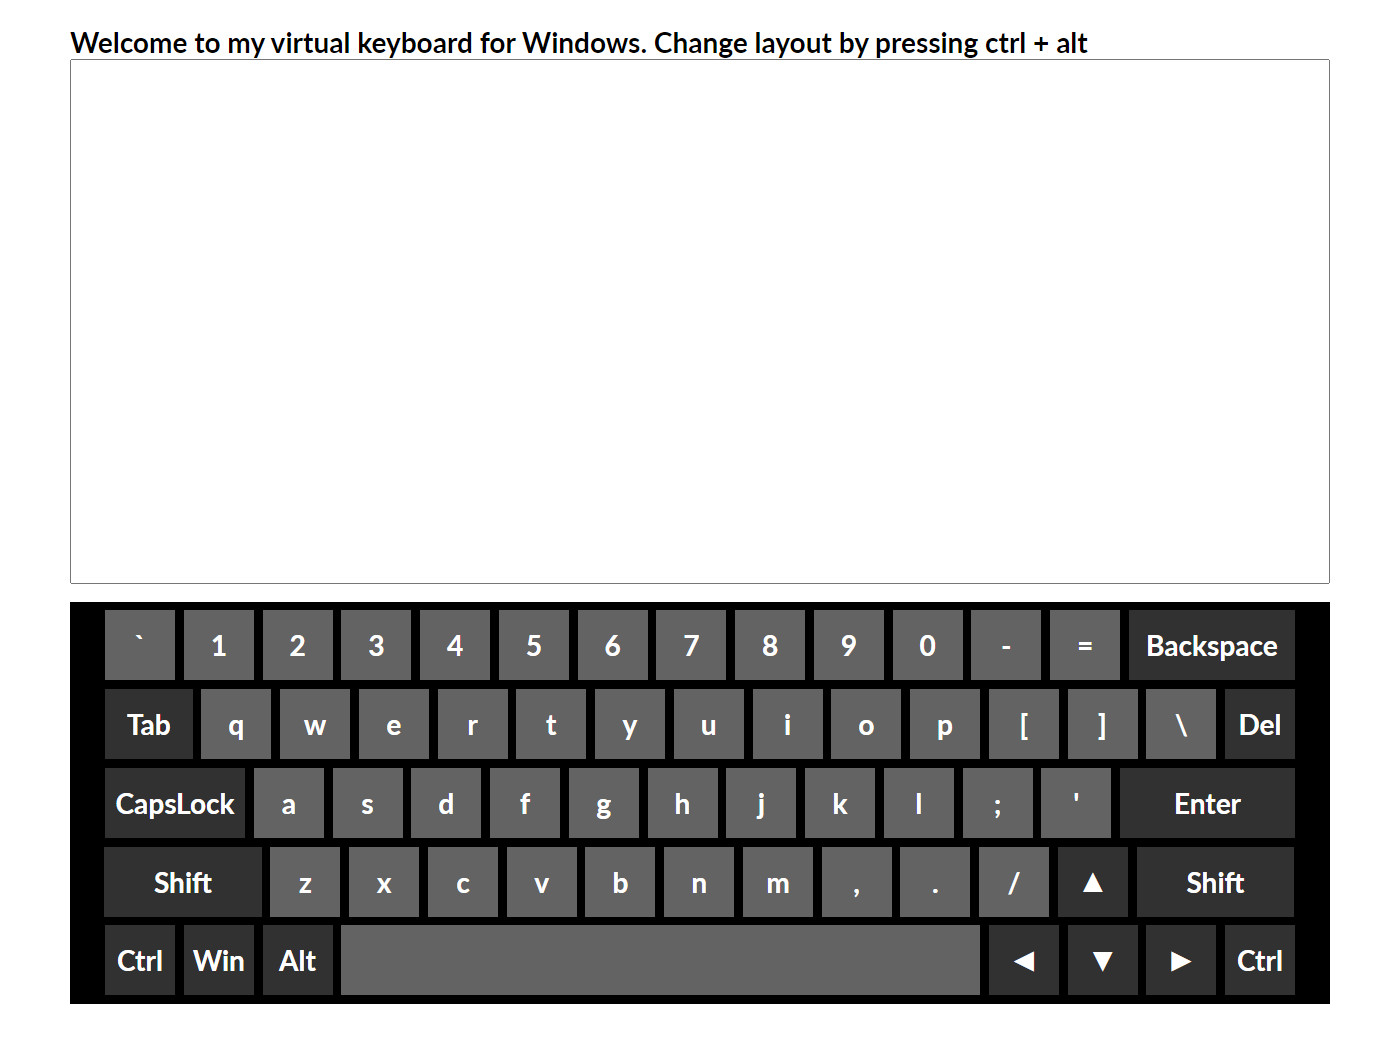 Welcome to my virtual keyboard for Windows. Change layout by pressing ctrl + alt
` 1 2 3 4 5 6 7 8 9 0 - = Backspace
Tab q w e r t y u i o p [ ] \ Del
CapsLock a s d f g h j k l ; ' Enter
Shift z x c v b n m , . / ▲ Shift
Ctrl Win Alt ◄ ▼ ► Ctrl